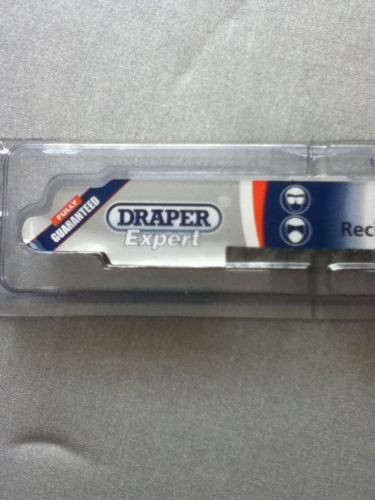 FULLY
GUARANTEED
DRAPER®
Expert
Reci